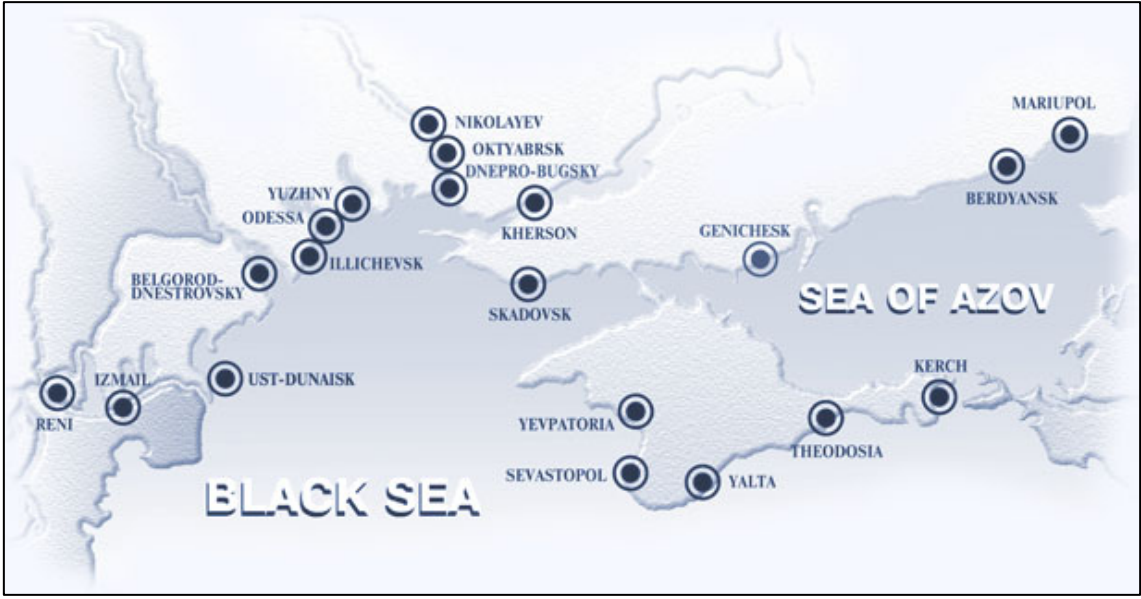 MARIUPOL
NIKOLAYEV
OKTYABRSK
DNEPRO-BUGSKY
YUZHNY
BERDYANSK
ODESSA
KHERSON
GENICHESK
ILLICHEVSK
BELGOROD-
DNESTROVSKY
SEA OF AZOV
SKADOVSK
KERCH
IZMAIL
UST-DUNAISK
RENI
YEVPATORIA
THEODOSIA
SEVASTOPOL
YALTA
BLACK SEA